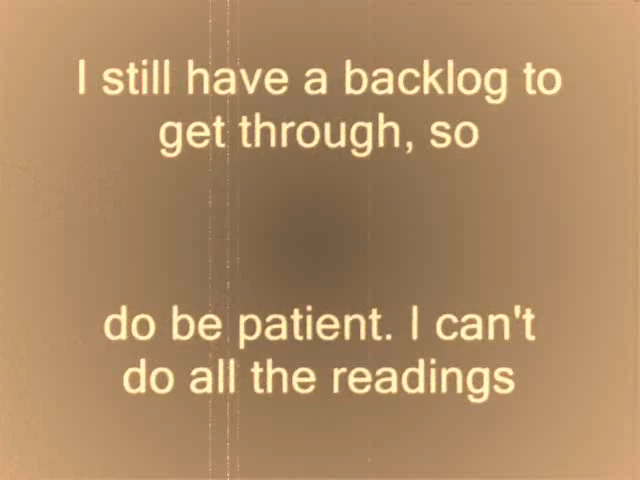 I still have a backlog to
get through, so
do be patient. I can't
do all the readings